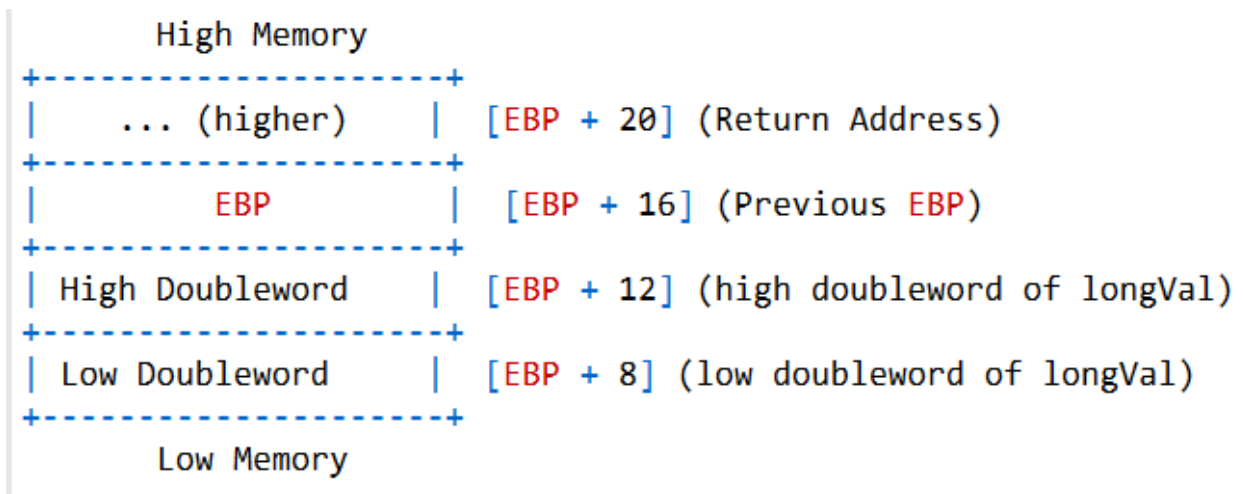 High Memory
+----------------------+
| ... (higher) | [EBP + 20] (Return Address)
+----------------------+
| EBP | [EBP + 16] (Previous EBP)
+----------------------+
| High Doubleword | [EBP + 12] (high doubleword of longVal)
+----------------------+
| Low Doubleword | [EBP + 8] (low doubleword of longVal)
+----------------------+
Low Memory